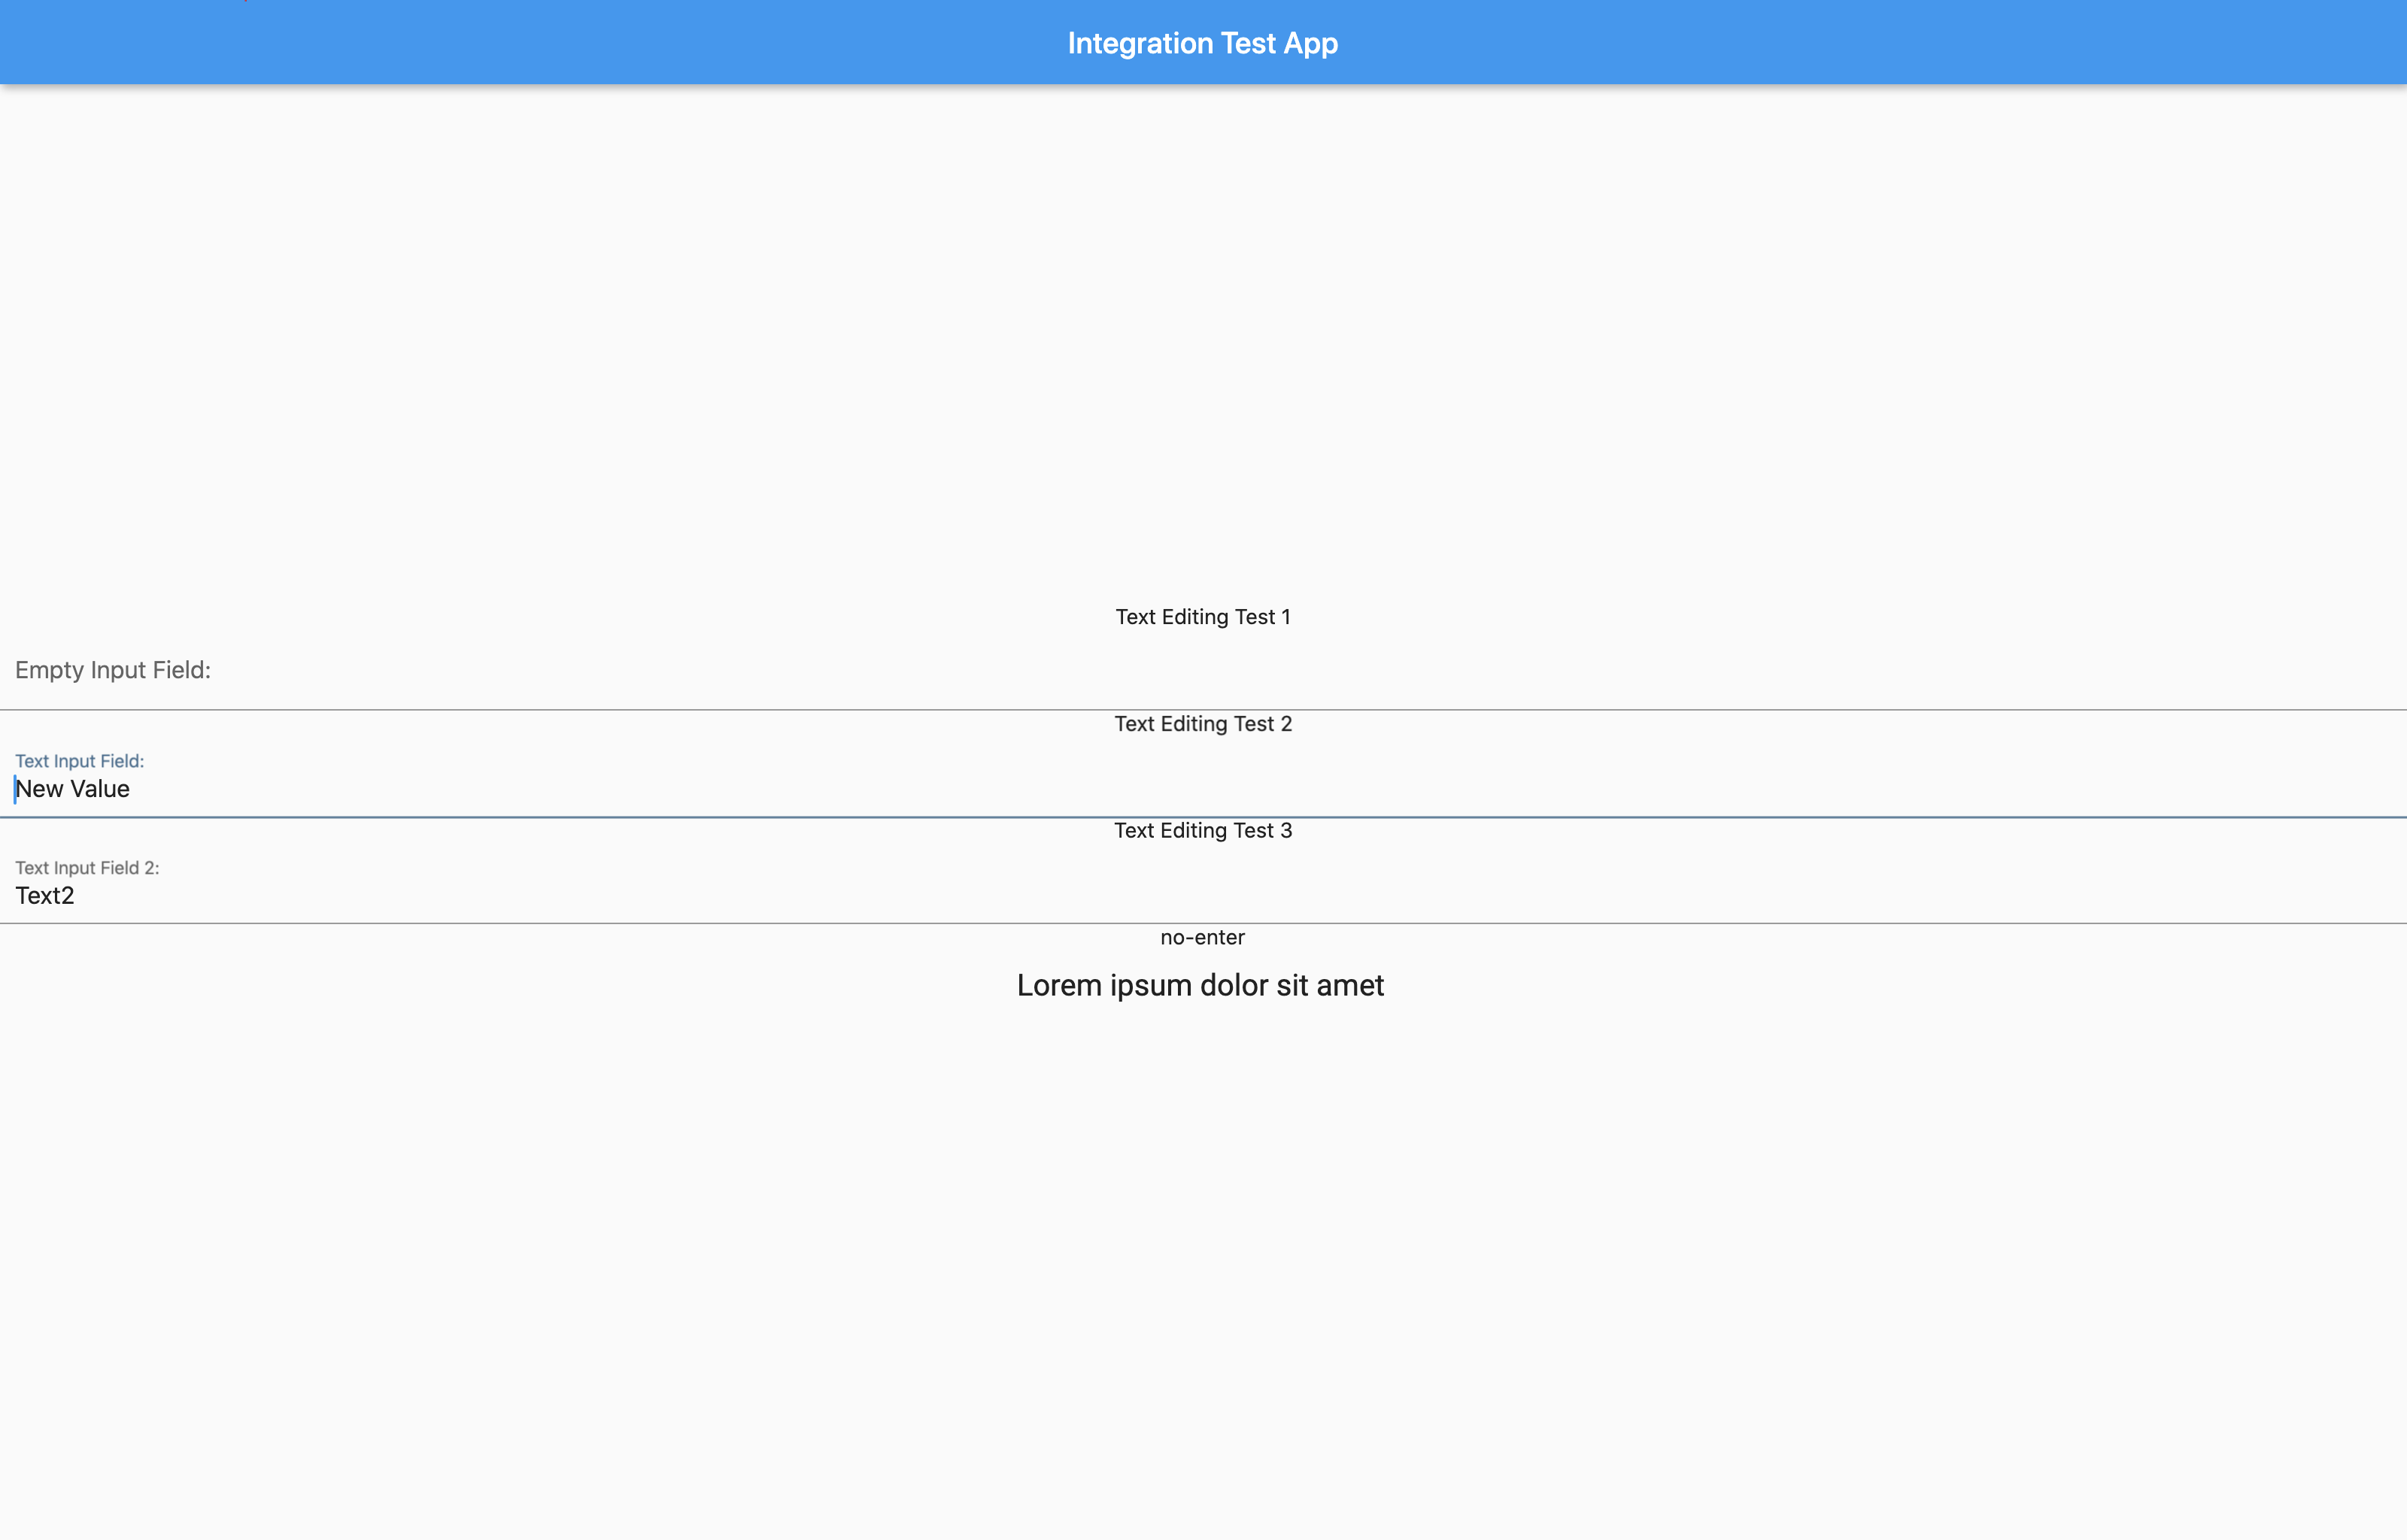 Integration Test App
Text Editing Test 1
Empty Input Field:
Text Editing Test 2
Text Input Field:
New Value
Text Editing Test 3
Text Input Field 2:
Text2
no-enter
Lorem ipsum dolor sit amet